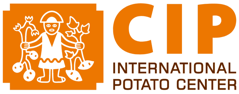 CIP
INTERNATIONAL
POTATO CENTER